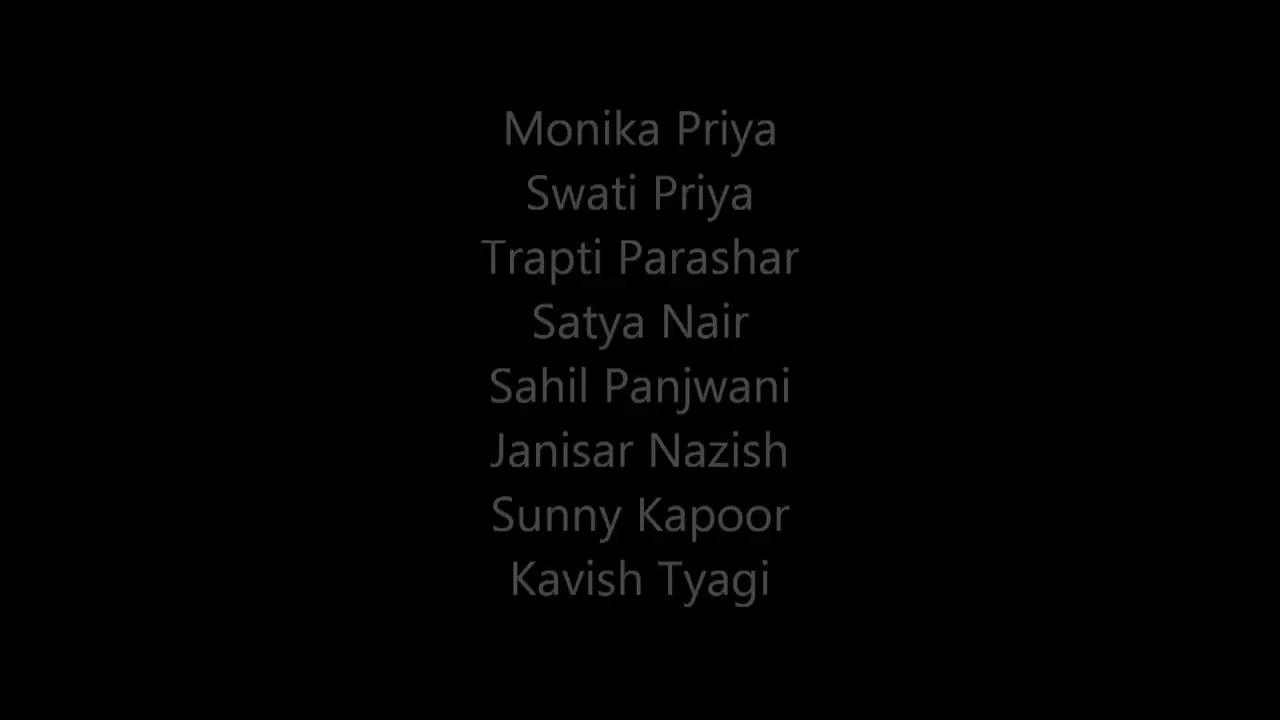 Monika Priya
Swati Priya
Trapti Parashar
Satya Nair
Sahil Panjwani
Janisar Nazish
Sunny Kapoor
Kavish Tyagi